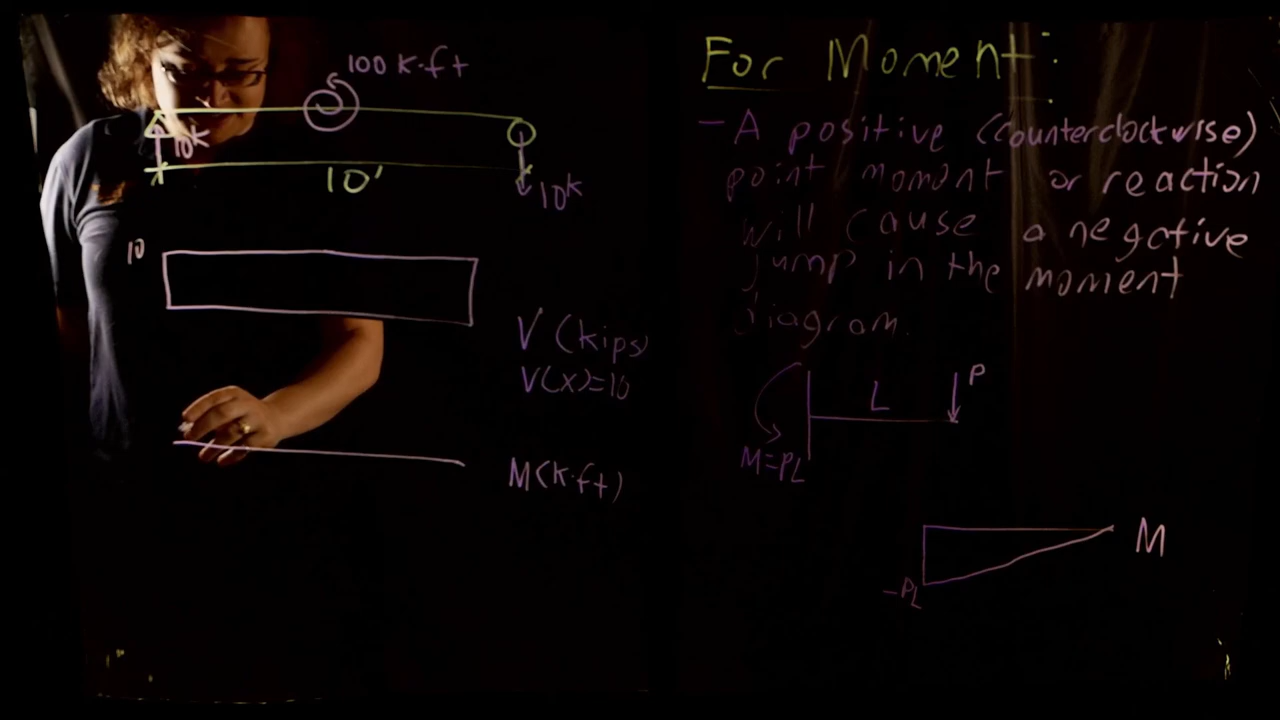 100 k·ft
10k
10'
10k
10
V (kips)
V(x)=10
M(k·ft)
For Moment:
- A positive (counterclockwise)
point moment or reaction
will cause a negative
jump in the moment
diagram.
P
L
M=PL
M
-PL